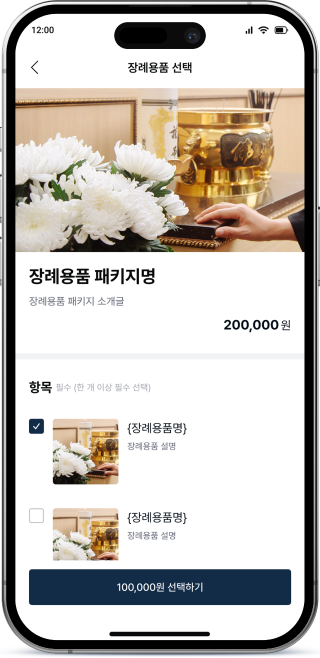 12:00
장례용품 선택
장례용품 패키지명
장례용품 패키지 소개글
200,000 원
항목 필수 (한 개 이상 필수 선택)
{장례용품명}
장례용품 설명
{장례용품명}
장례용품 설명
100,000원 선택하기